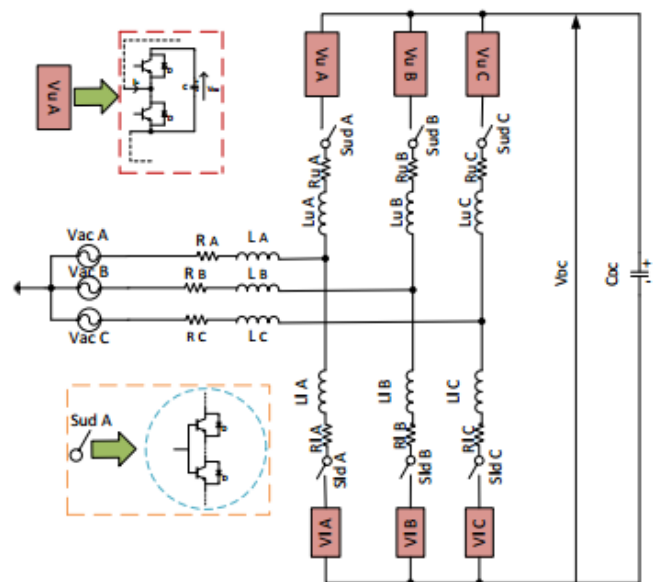 Vu A
Vu A
Vu B
Vu C
Sud A
Sud B
Sud C
Ru A
Ru B
Ru C
Lu A
Lu B
Lu C
Vac A
R A
L A
Vac B
R B
L B
Vac C
R C
L C
VDC
CDC
+
Sud A
Ll A
Ll B
Ll C
Rl A
Rl B
Rl C
Sld A
Sld B
Sld C
Vl A
Vl B
Vl C